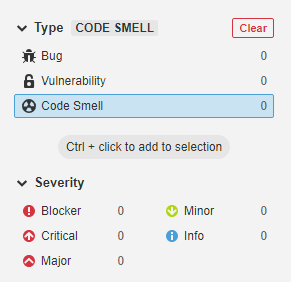 Type CODE SMELL Clear
Bug 0
Vulnerability 0
Code Smell 0
Ctrl + click to add to selection
Severity
Blocker 0 Minor 0
Critical 0 Info 0
Major 0